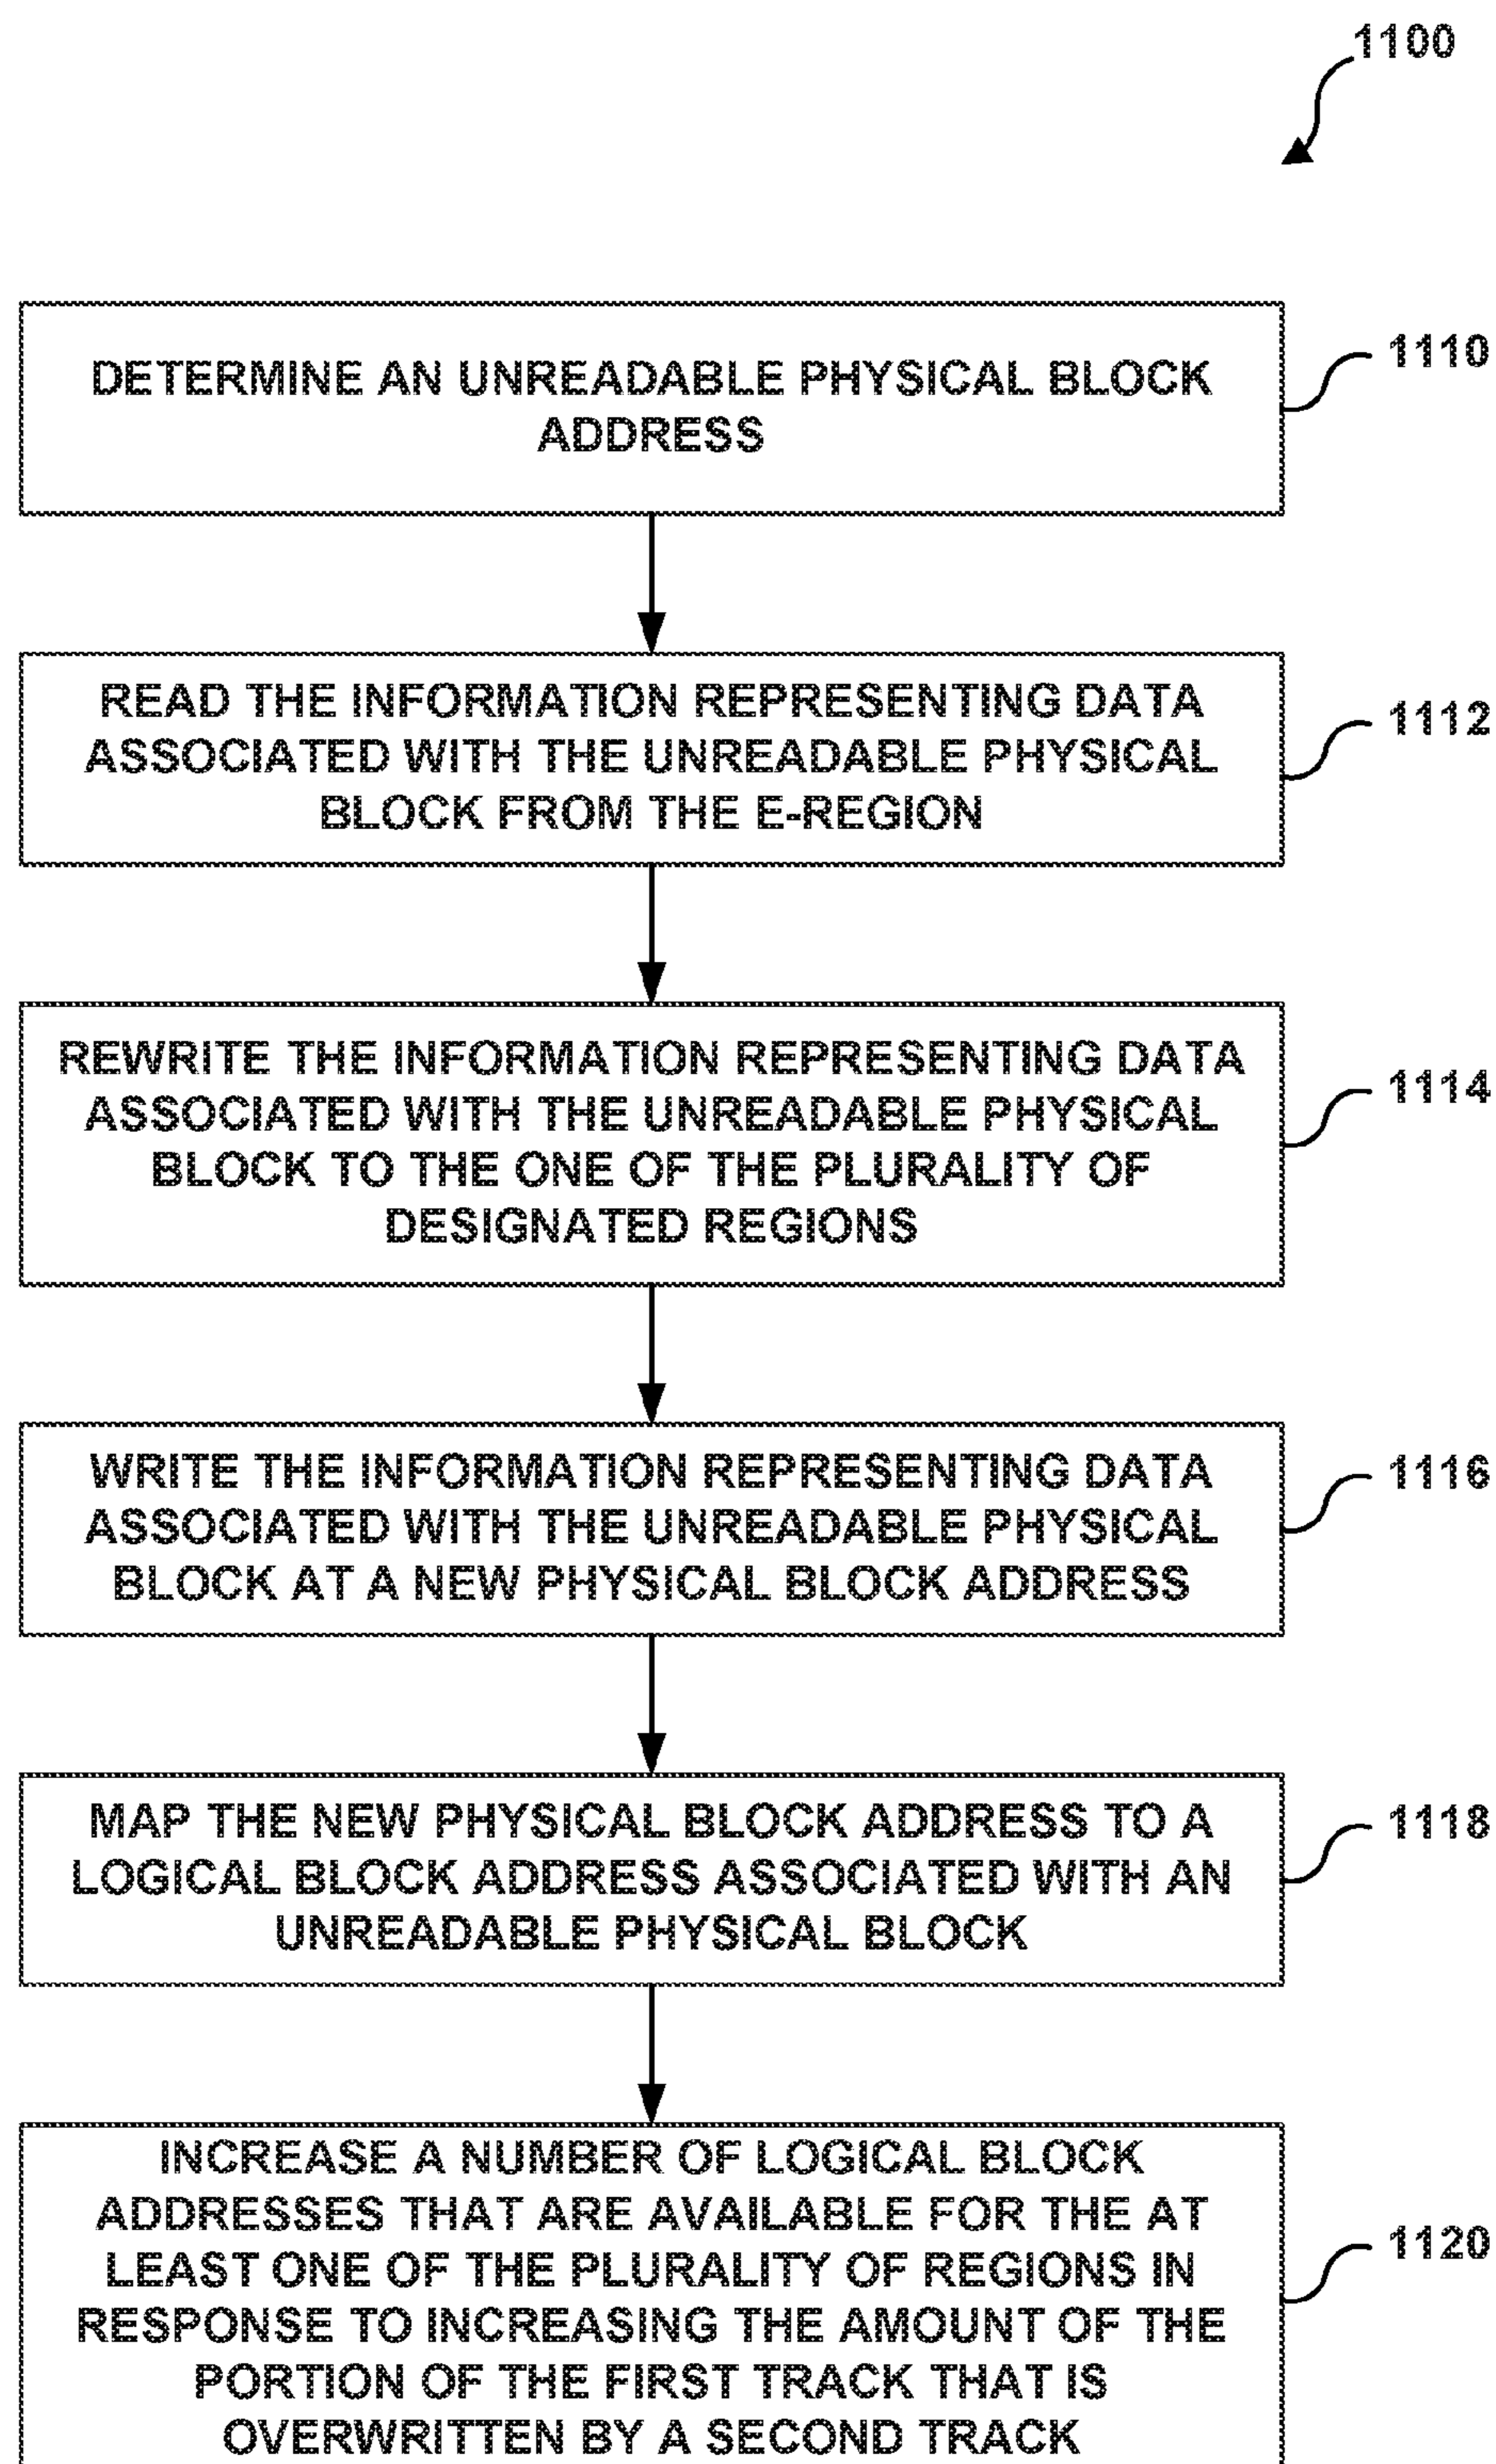 1100
DETERMINE AN UNREADABLE PHYSICAL BLOCK
ADDRESS
1110
READ THE INFORMATION REPRESENTING DATA
ASSOCIATED WITH THE UNREADABLE PHYSICAL
BLOCK FROM THE E-REGION
1112
REWRITE THE INFORMATION REPRESENTING DATA
ASSOCIATED WITH THE UNREADABLE PHYSICAL
BLOCK TO THE ONE OF THE PLURALITY OF
DESIGNATED REGIONS
1114
WRITE THE INFORMATION REPRESENTING DATA
ASSOCIATED WITH THE UNREADABLE PHYSICAL
BLOCK AT A NEW PHYSICAL BLOCK ADDRESS
1116
MAP THE NEW PHYSICAL BLOCK ADDRESS TO A
LOGICAL BLOCK ADDRESS ASSOCIATED WITH AN
UNREADABLE PHYSICAL BLOCK
1118
INCREASE A NUMBER OF LOGICAL BLOCK
ADDRESSES THAT ARE AVAILABLE FOR THE AT
LEAST ONE OF THE PLURALITY OF REGIONS IN
RESPONSE TO INCREASING THE AMOUNT OF THE
PORTION OF THE FIRST TRACK THAT IS
OVERWRITTEN BY A SECOND TRACK
1120